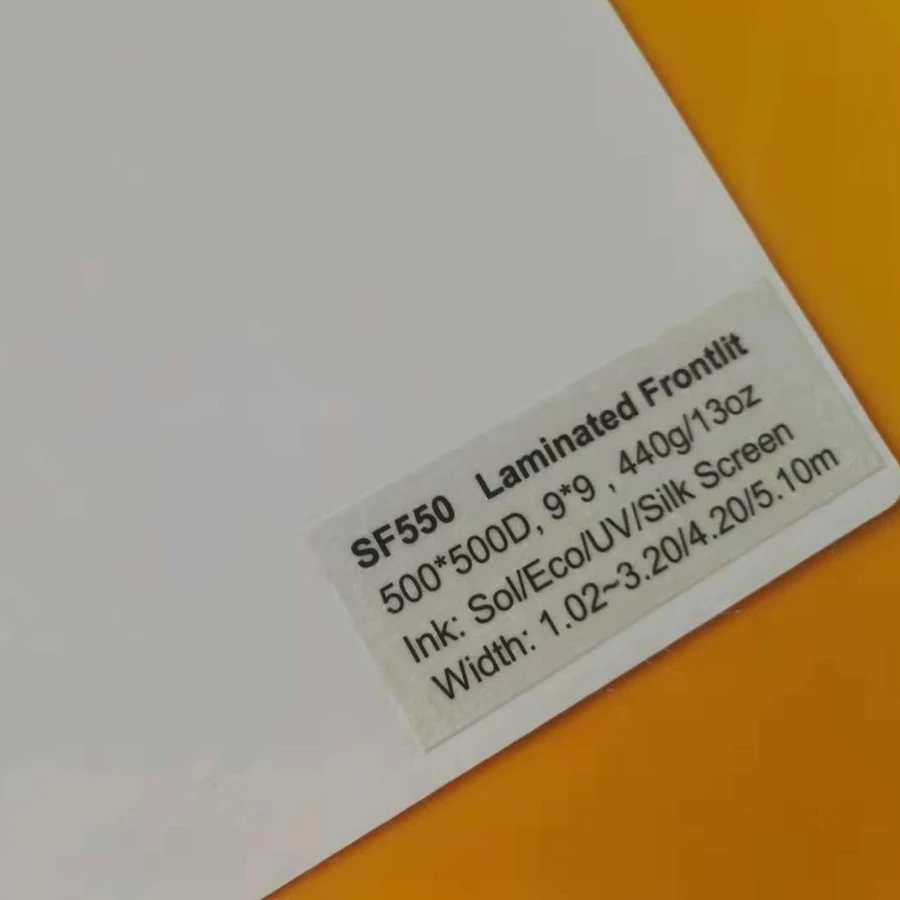 SF550 Laminated Frontlit
500*500D, 9*9 , 440g/13oz
Ink: Sol/Eco/UV/Silk Screen
Width: 1.02~3.20/4.20/5.10m